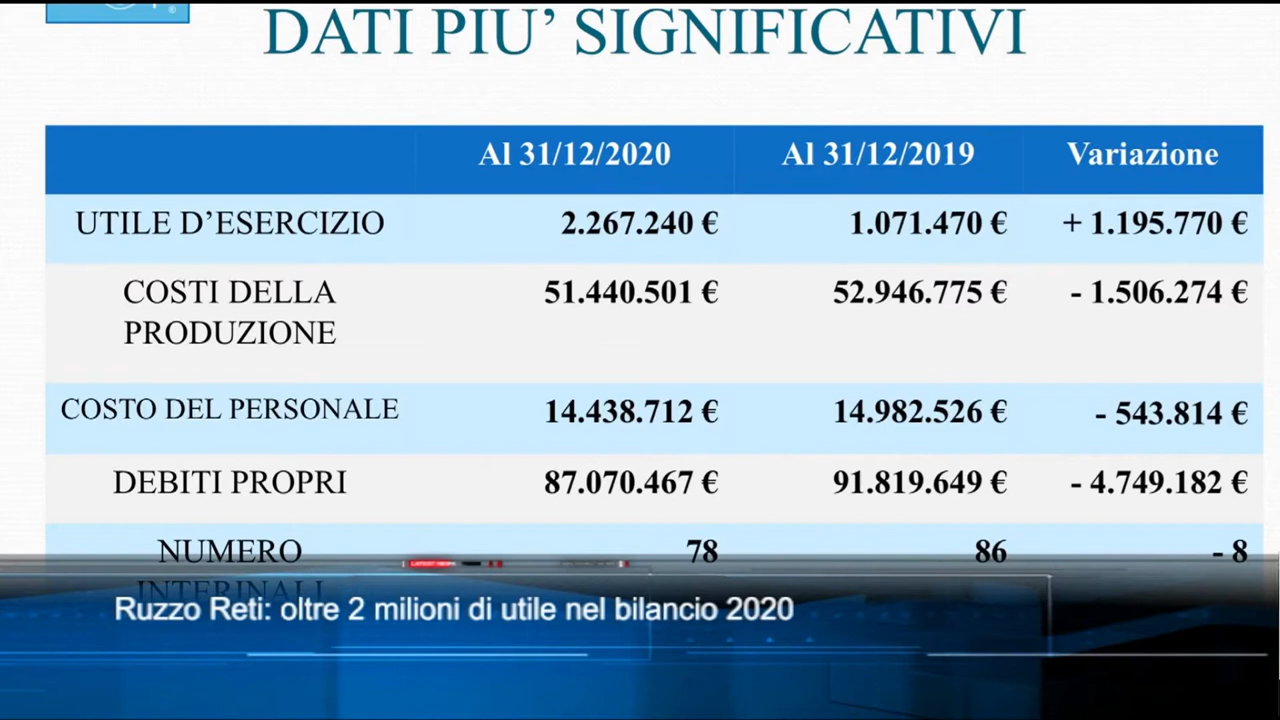 DATI PIU' SIGNIFICATIVI
Al 31/12/2020 Al 31/12/2019 Variazione
UTILE D'ESERCIZIO 2.267.240 € 1.071.470 € + 1.195.770 €
COSTI DELLA 51.440.501 € 52.946.775 € - 1.506.274 €
PRODUZIONE
COSTO DEL PERSONALE 14.438.712 € 14.982.526 € - 543.814 €
DEBITI PROPRI 87.070.467 € 91.819.649 € - 4.749.182 €
NUMERO 78 86 - 8
INTERINALI
LATEST NEWS
Ruzzo Reti: oltre 2 milioni di utile nel bilancio 2020